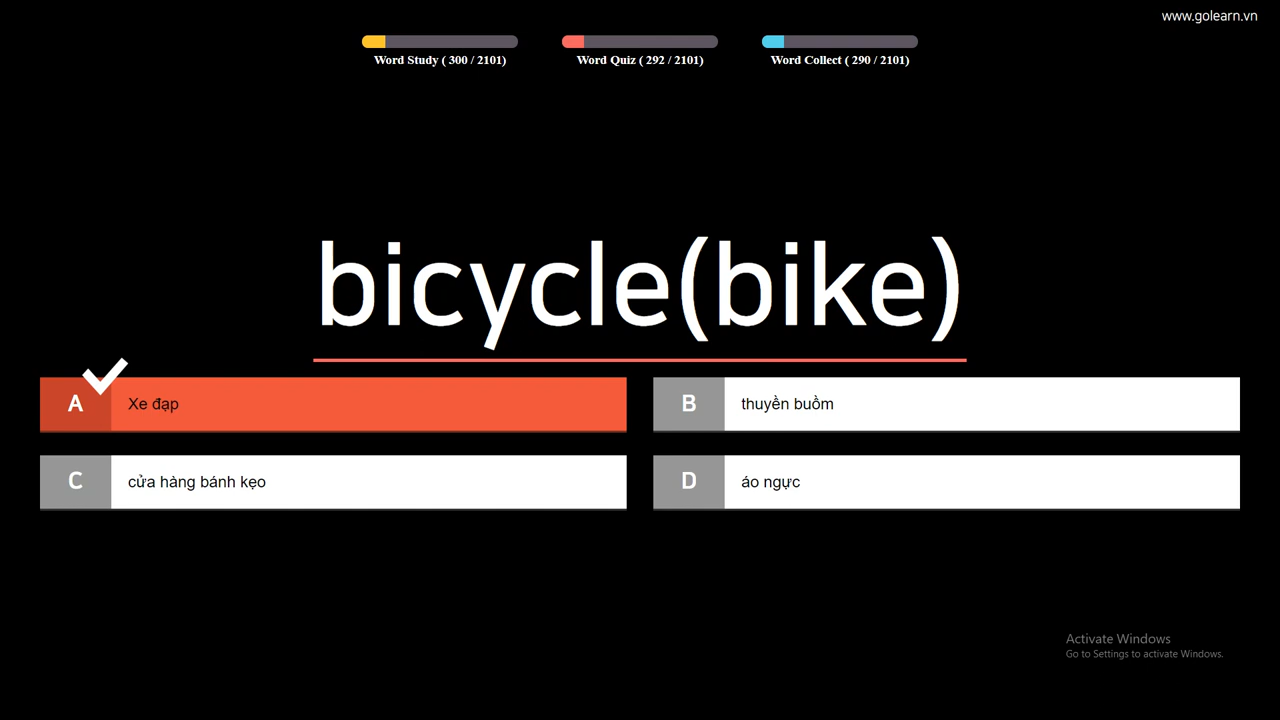 www.golearn.vn
Word Study ( 300 / 2101)
Word Quiz ( 292 / 2101)
Word Collect ( 290 / 2101)
bicycle(bike)
A Xe đạp
B thuyền buồm
C cửa hàng bánh kẹo
D áo ngực
Activate Windows
Go to Settings to activate Windows.